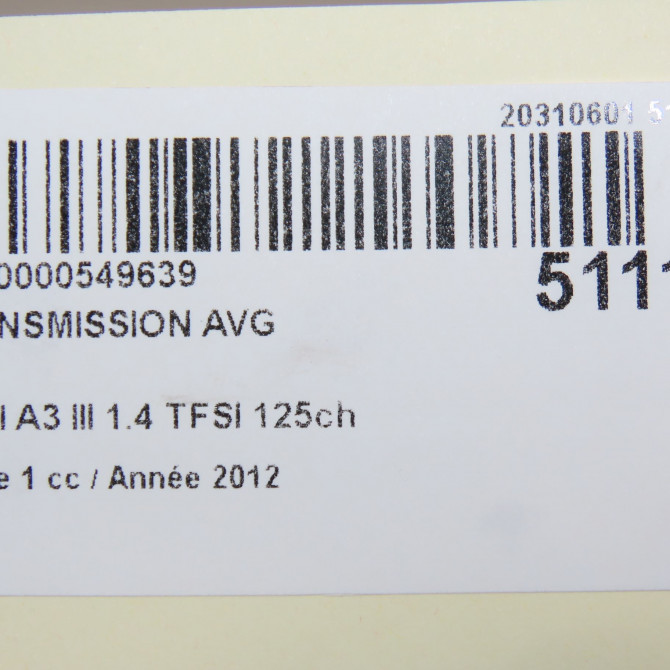 20310601 51
0000549639
5111
NSMISSION AVG
I A3 III 1.4 TFSI 125ch
e 1 cc / Année 2012